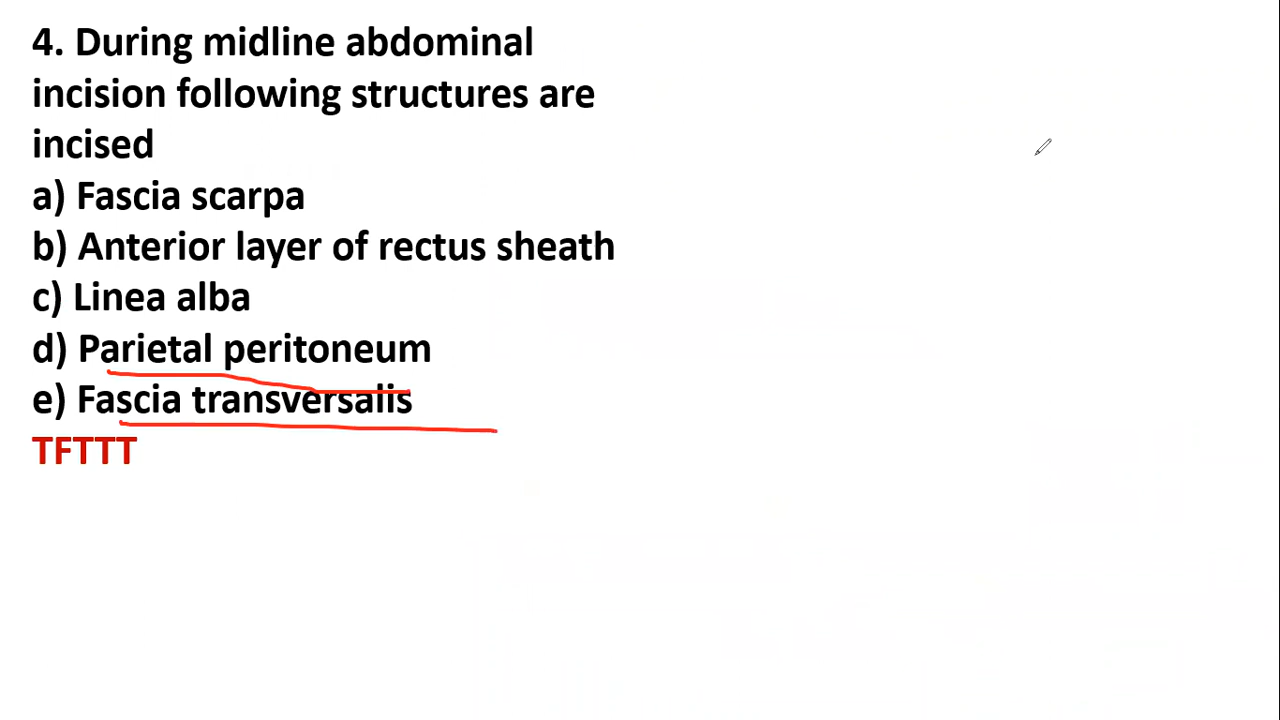 4. During midline abdominal
incision following structures are
incised
a) Fascia scarpa
b) Anterior layer of rectus sheath
c) Linea alba
d) Parietal peritoneum
e) Fascia transversalis
TFTTT